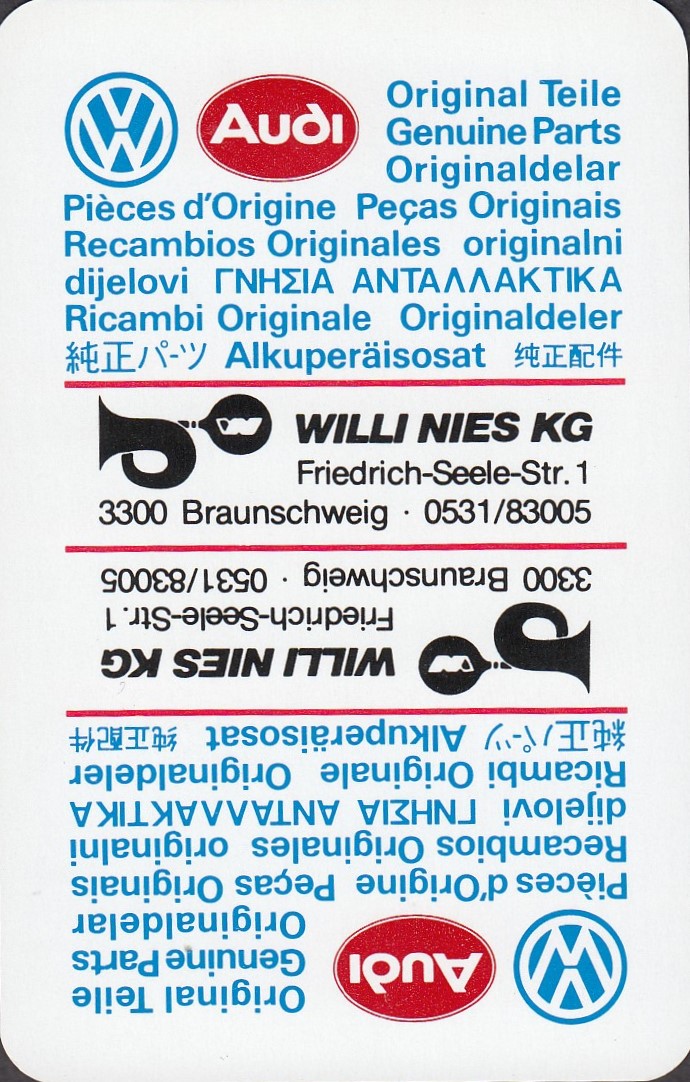 Audi
Original Teile
Genuine Parts
Originaldelar
Pièces d'Origine Peças Originais
Recambios Originales originalni
dijelovi ΓΝΗΣΙΑ ΑΝΤΑΛΛΑΚΤΙΚΑ
Ricambi Originale Originaldeler
純正パーツ Alkuperäisosat 纯正配件
WILLI NIES KG
Friedrich-Seele-Str. 1
3300 Braunschweig · 0531/83005
3300 Braunschweig · 0531/83005
Friedrich-Seele-Str. 1
WILLI NIES KG
純正パーツ Alkuperäisosat 纯正配件
Ricambi Originale Originaldeler
dijelovi ΓΝΗΣΙΑ ΑΝΤΑΛΛΑΚΤΙΚΑ
Recambios Originales originalni
Pièces d'Origine Peças Originais
Originaldelar
Genuine Parts
Original Teile
Audi